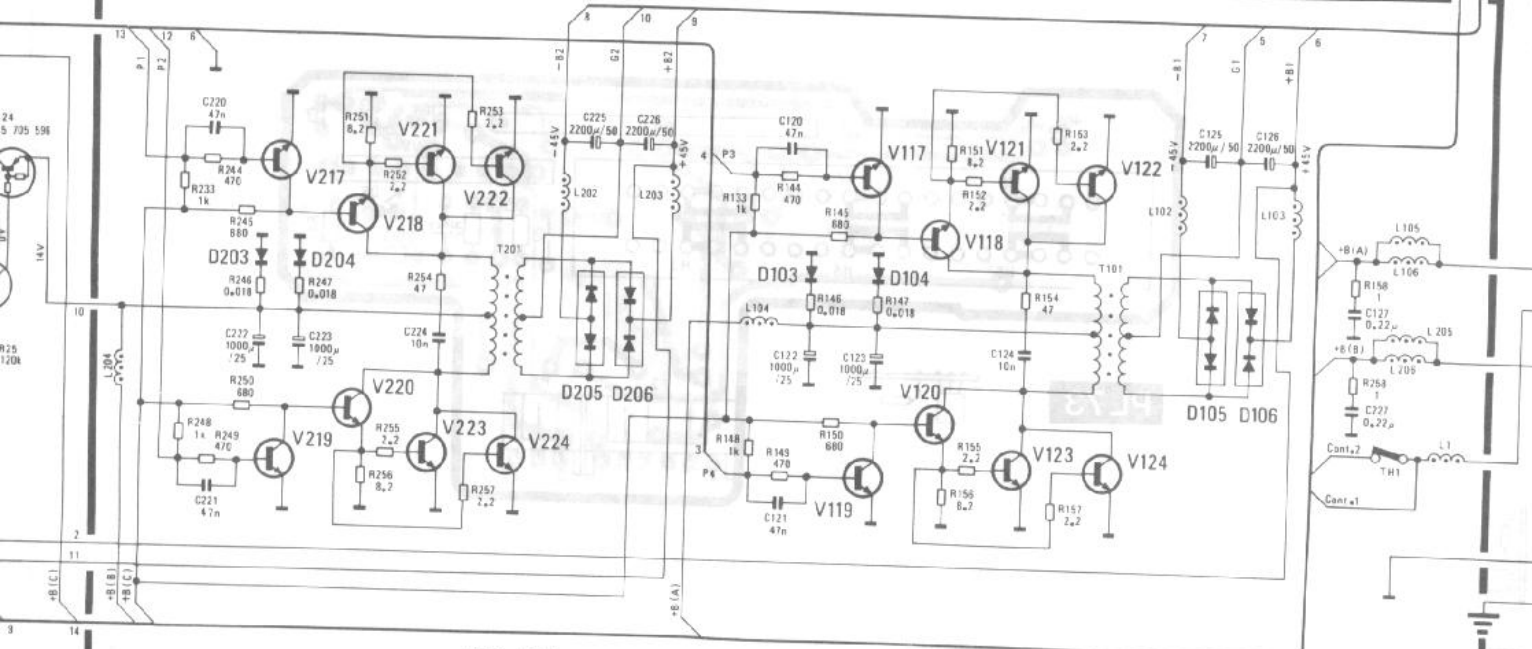 8
10
9
7
5
6
13
12
6
P1
P2
-B2
G2
+B2
-B1
G1
+B1
24
5 705 596
C220
47n
R244
470
R233
1k
V217
R251
8,2
V221
R252
2,2
R253
2,2
V222
V218
R245
680
-45V
C225
2200µ/50
C226
2200µ/50
+45V
L202
L203
4
P3
C120
47n
R144
470
R133
1k
V117
R145
680
R151
8,2
V121
R152
2,2
R153
2,2
V122
V118
-45V
C125
2200µ/50
C126
2200µ/50
+45V
L102
L103
14V
D203
D204
R246
0,018
R247
0,018
R254
47
T201
D103
D104
R146
0,018
R147
0,018
L104
R154
47
T101
L105
+B(A)
L106
R158
1
C127
0,22µ
10
R25
120k
L204
C222
1000µ
/25
C223
1000µ
/25
C224
10n
D205
D206
C122
1000µ
/25
C123
1000µ
/25
C124
10n
D105
D106
+B(B)
L205
L206
R258
1
C227
0,22µ
R250
680
V220
R248
1k
R249
470
V219
C221
47n
R255
2,2
V223
R256
8,2
R257
2,2
V224
3
P4
R148
1k
R149
470
R150
680
V120
V119
C121
47n
R155
2,2
V123
R156
8,2
R157
2,2
V124
Cont.2
TH1
L1
Cont.1
PL73
2
11
+B(C)
+B(B)
+B(C)
+B(A)
9
14